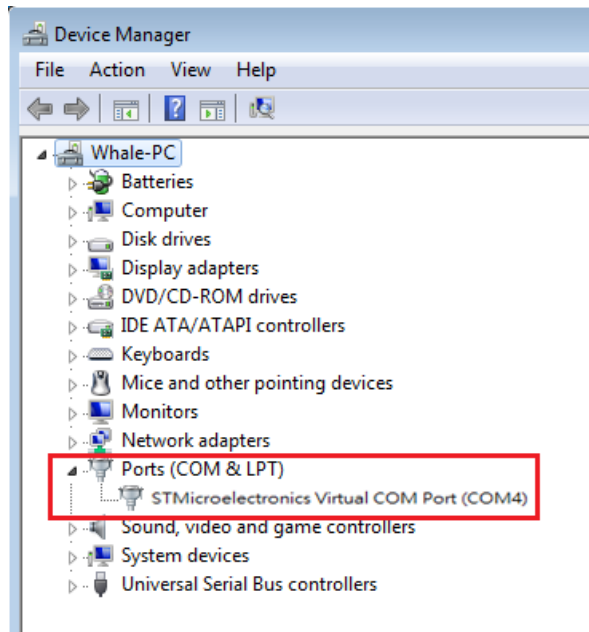 Device Manager
File Action View Help
Whale-PC
Batteries
Computer
Disk drives
Display adapters
DVD/CD-ROM drives
IDE ATA/ATAPI controllers
Keyboards
Mice and other pointing devices
Monitors
Network adapters
Ports (COM & LPT)
STMicroelectronics Virtual COM Port (COM4)
Sound, video and game controllers
System devices
Universal Serial Bus controllers